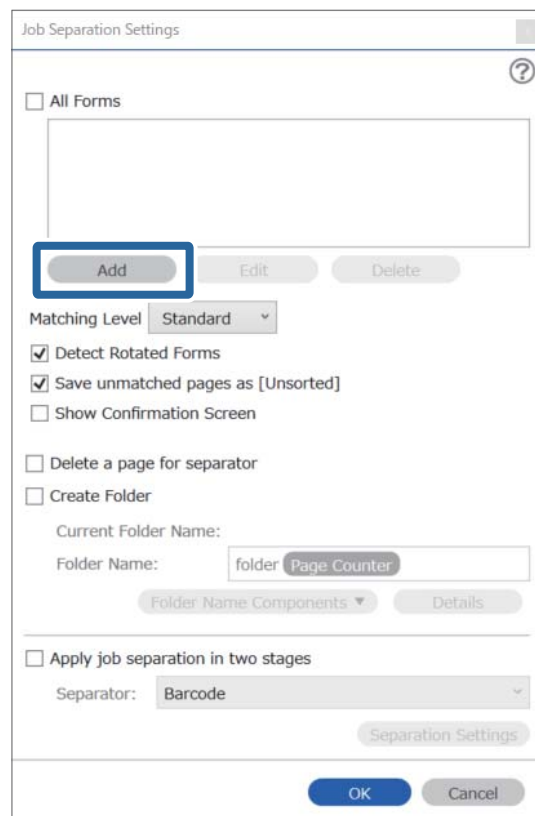 Job Separation Settings
All Forms
Add Edit Delete
Matching Level Standard
Detect Rotated Forms
Save unmatched pages as [Unsorted]
Show Confirmation Screen
Delete a page for separator
Create Folder
Current Folder Name:
Folder Name: folder Page Counter
Folder Name Components ▼ Details
Apply job separation in two stages
Separator: Barcode
Separation Settings
OK Cancel